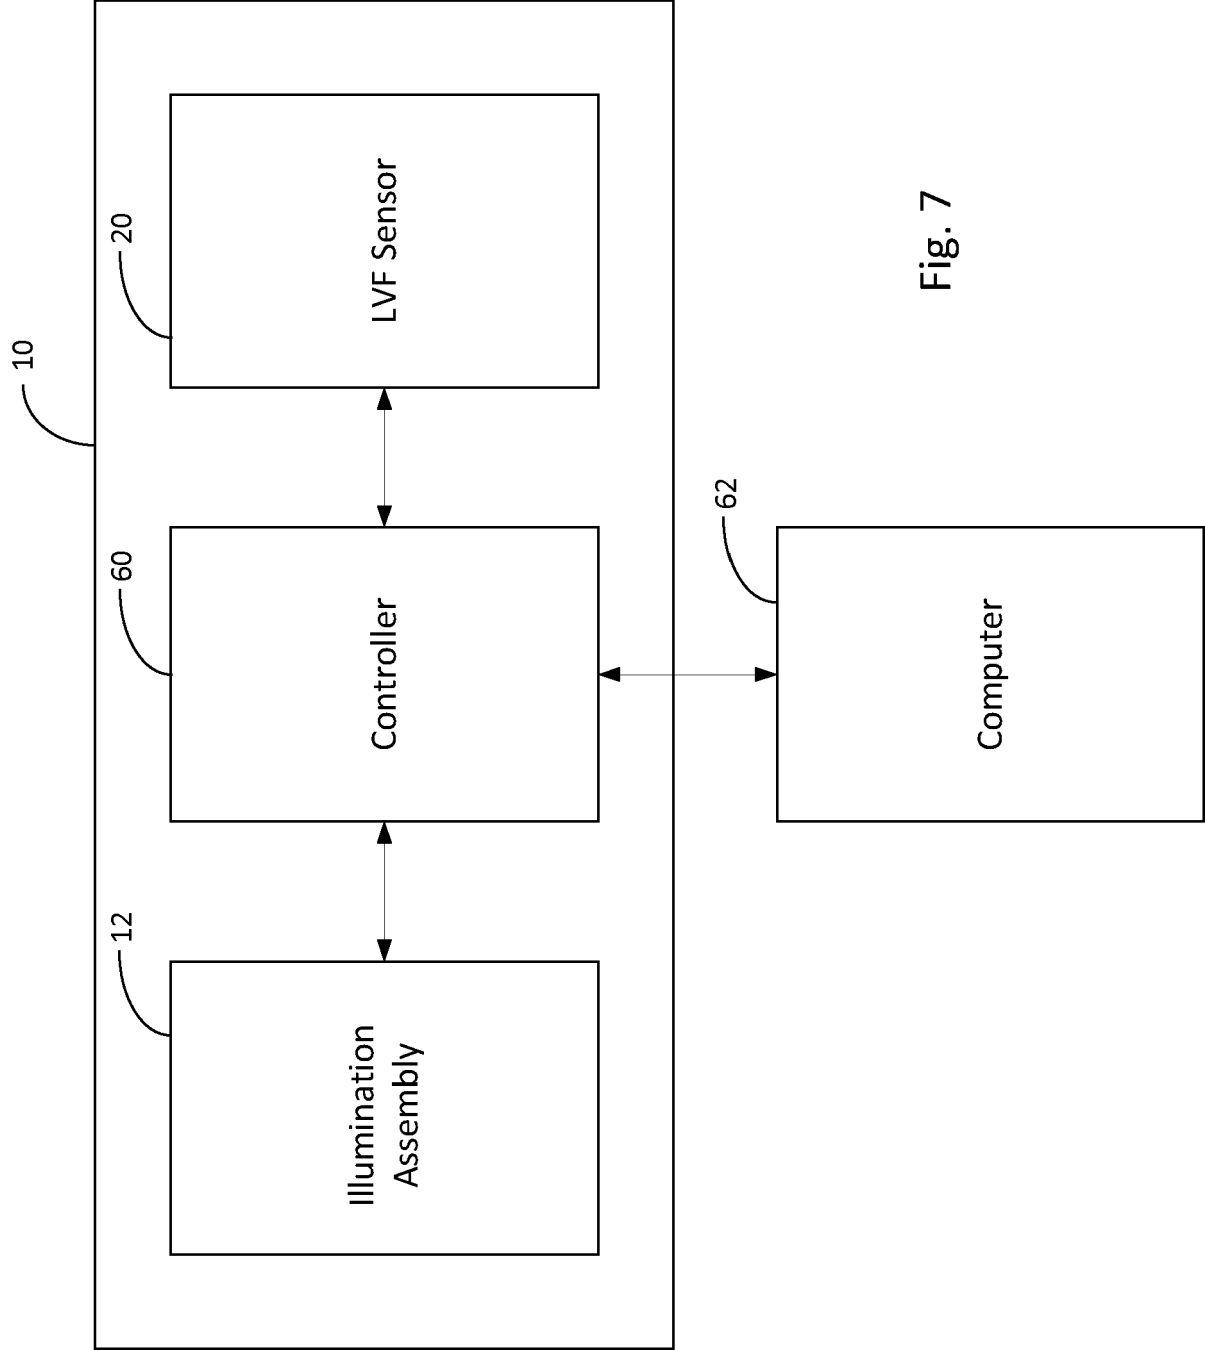 10
12
60
20
Illumination
Assembly
Controller
LVF Sensor
62
Computer
Fig. 7